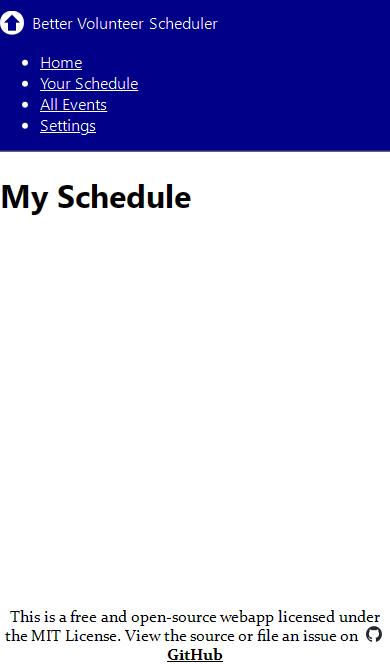 Better Volunteer Scheduler
Home
Your Schedule
All Events
Settings
My Schedule
This is a free and open-source webapp licensed under
the MIT License. View the source or file an issue on
GitHub